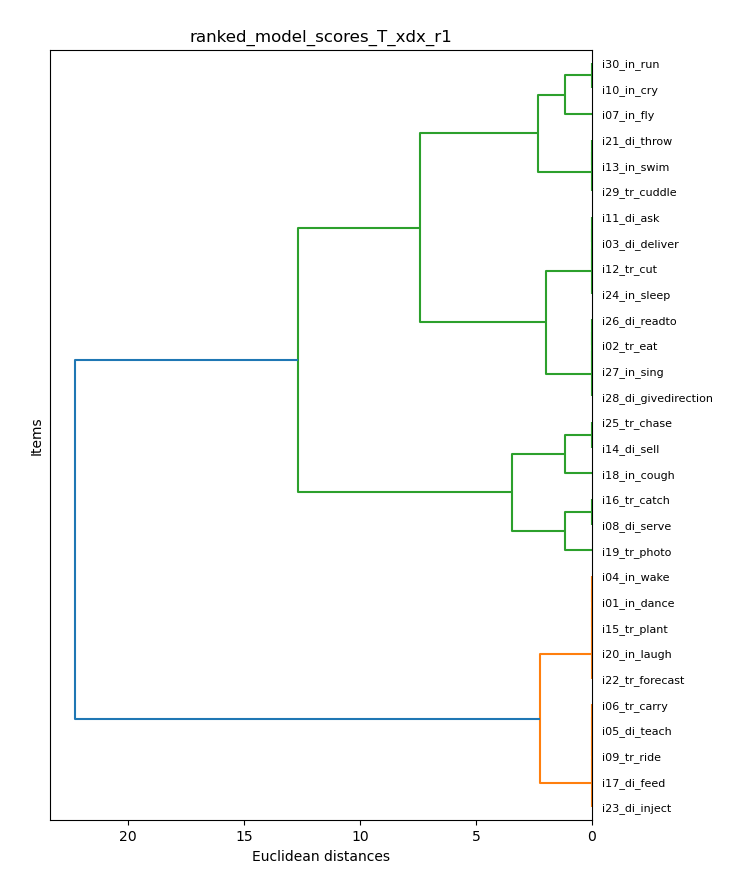 ranked_model_scores_T_xdx_r1
i30_in_run
i10_in_cry
i07_in_fly
i21_di_throw
i13_in_swim
i29_tr_cuddle
i11_di_ask
i03_di_deliver
i12_tr_cut
i24_in_sleep
i26_di_readto
i02_tr_eat
i27_in_sing
i28_di_givedirection
i25_tr_chase
i14_di_sell
i18_in_cough
i16_tr_catch
i08_di_serve
i19_tr_photo
i04_in_wake
i01_in_dance
i15_tr_plant
i20_in_laugh
i22_tr_forecast
i06_tr_carry
i05_di_teach
i09_tr_ride
i17_di_feed
i23_di_inject
Items
20 15 10 5 0
Euclidean distances